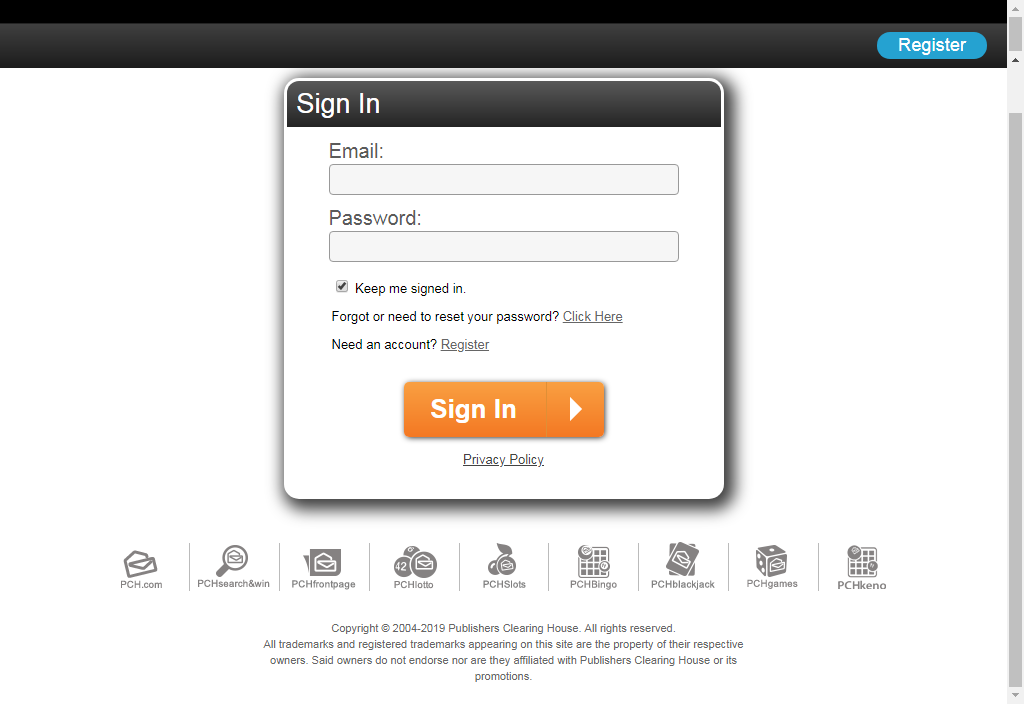 Register
Sign In
Email:
Password:
Keep me signed in.
Forgot or need to reset your password? Click Here
Need an account? Register
Sign In
Privacy Policy
PCH.com
PCHsearch&win
PCHfrontpage
42
PCHlotto
PCHSlots
PCHBingo
PCHblackjack
PCHgames
PCHkeno
Copyright © 2004-2019 Publishers Clearing House. All rights reserved.
All trademarks and registered trademarks appearing on this site are the property of their respective
owners. Said owners do not endorse nor are they affiliated with Publishers Clearing House or its
promotions.